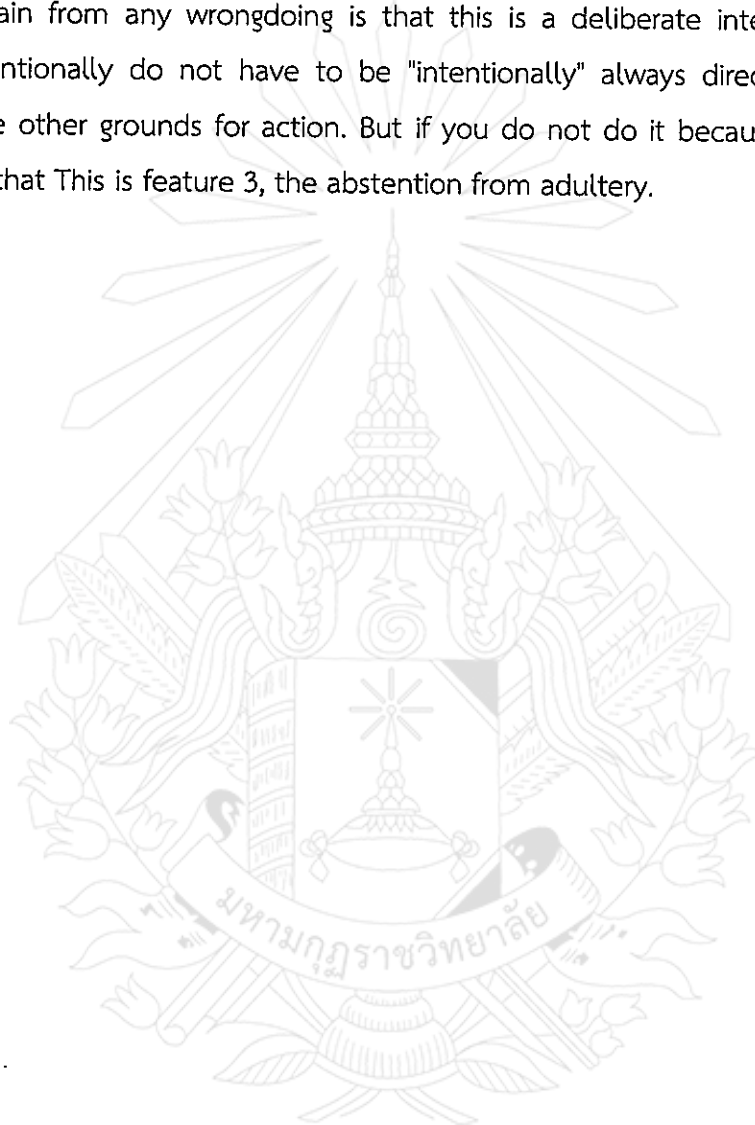 ain from any wrongdoing is that this is a deliberate inte
ntionally do not have to be "intentionally" always direc
e other grounds for action. But if you do not do it becau
that This is feature 3, the abstention from adultery.
มหามกุฏราชวิทยาลัย
.